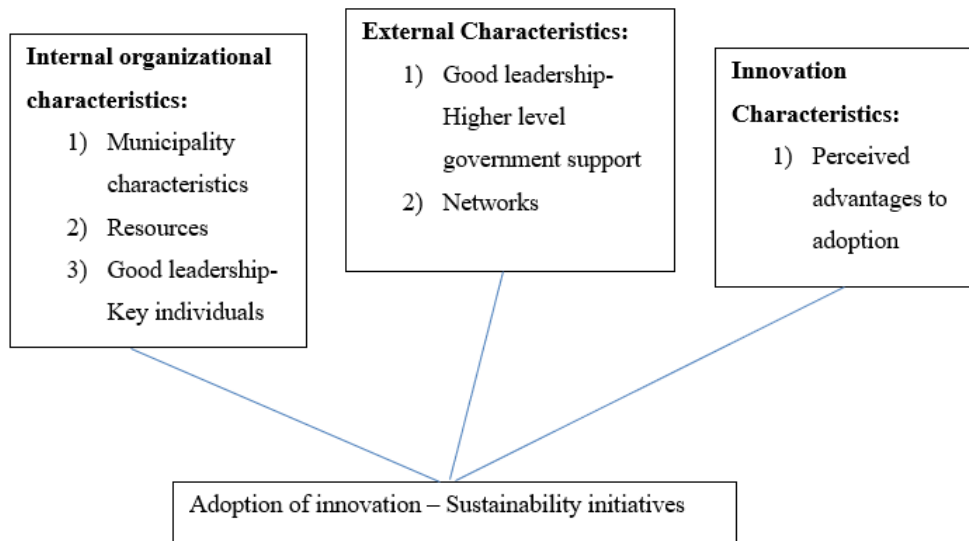 Internal organizational
characteristics:
1) Municipality
characteristics
2) Resources
3) Good leadership-
Key individuals
External Characteristics:
1) Good leadership-
Higher level
government support
2) Networks
Innovation
Characteristics:
1) Perceived
advantages to
adoption
Adoption of innovation – Sustainability initiatives